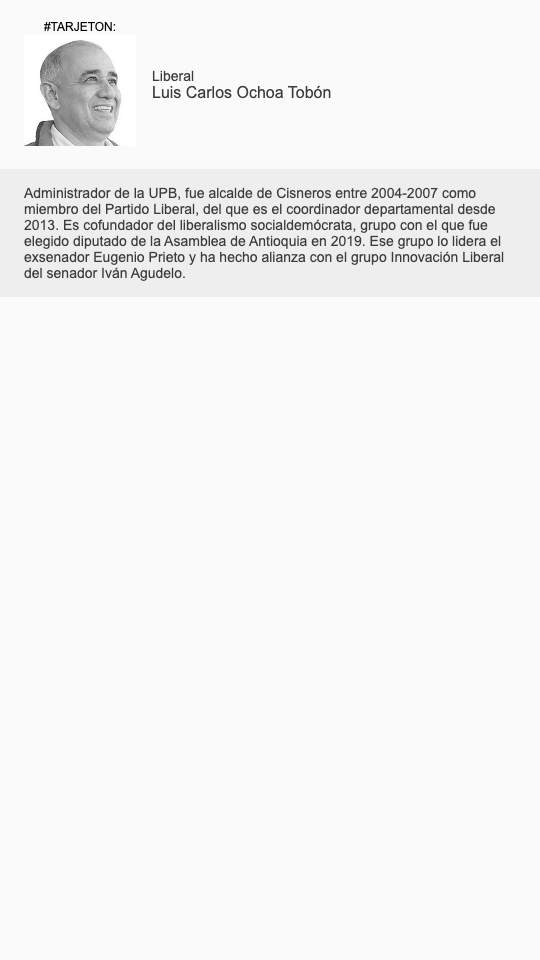 #TARJETON:
Liberal
Luis Carlos Ochoa Tobón
Administrador de la UPB, fue alcalde de Cisneros entre 2004-2007 como
miembro del Partido Liberal, del que es el coordinador departamental desde
2013. Es cofundador del liberalismo socialdemócrata, grupo con el que fue
elegido diputado de la Asamblea de Antioquia en 2019. Ese grupo lo lidera el
exsenador Eugenio Prieto y ha hecho alianza con el grupo Innovación Liberal
del senador Iván Agudelo.